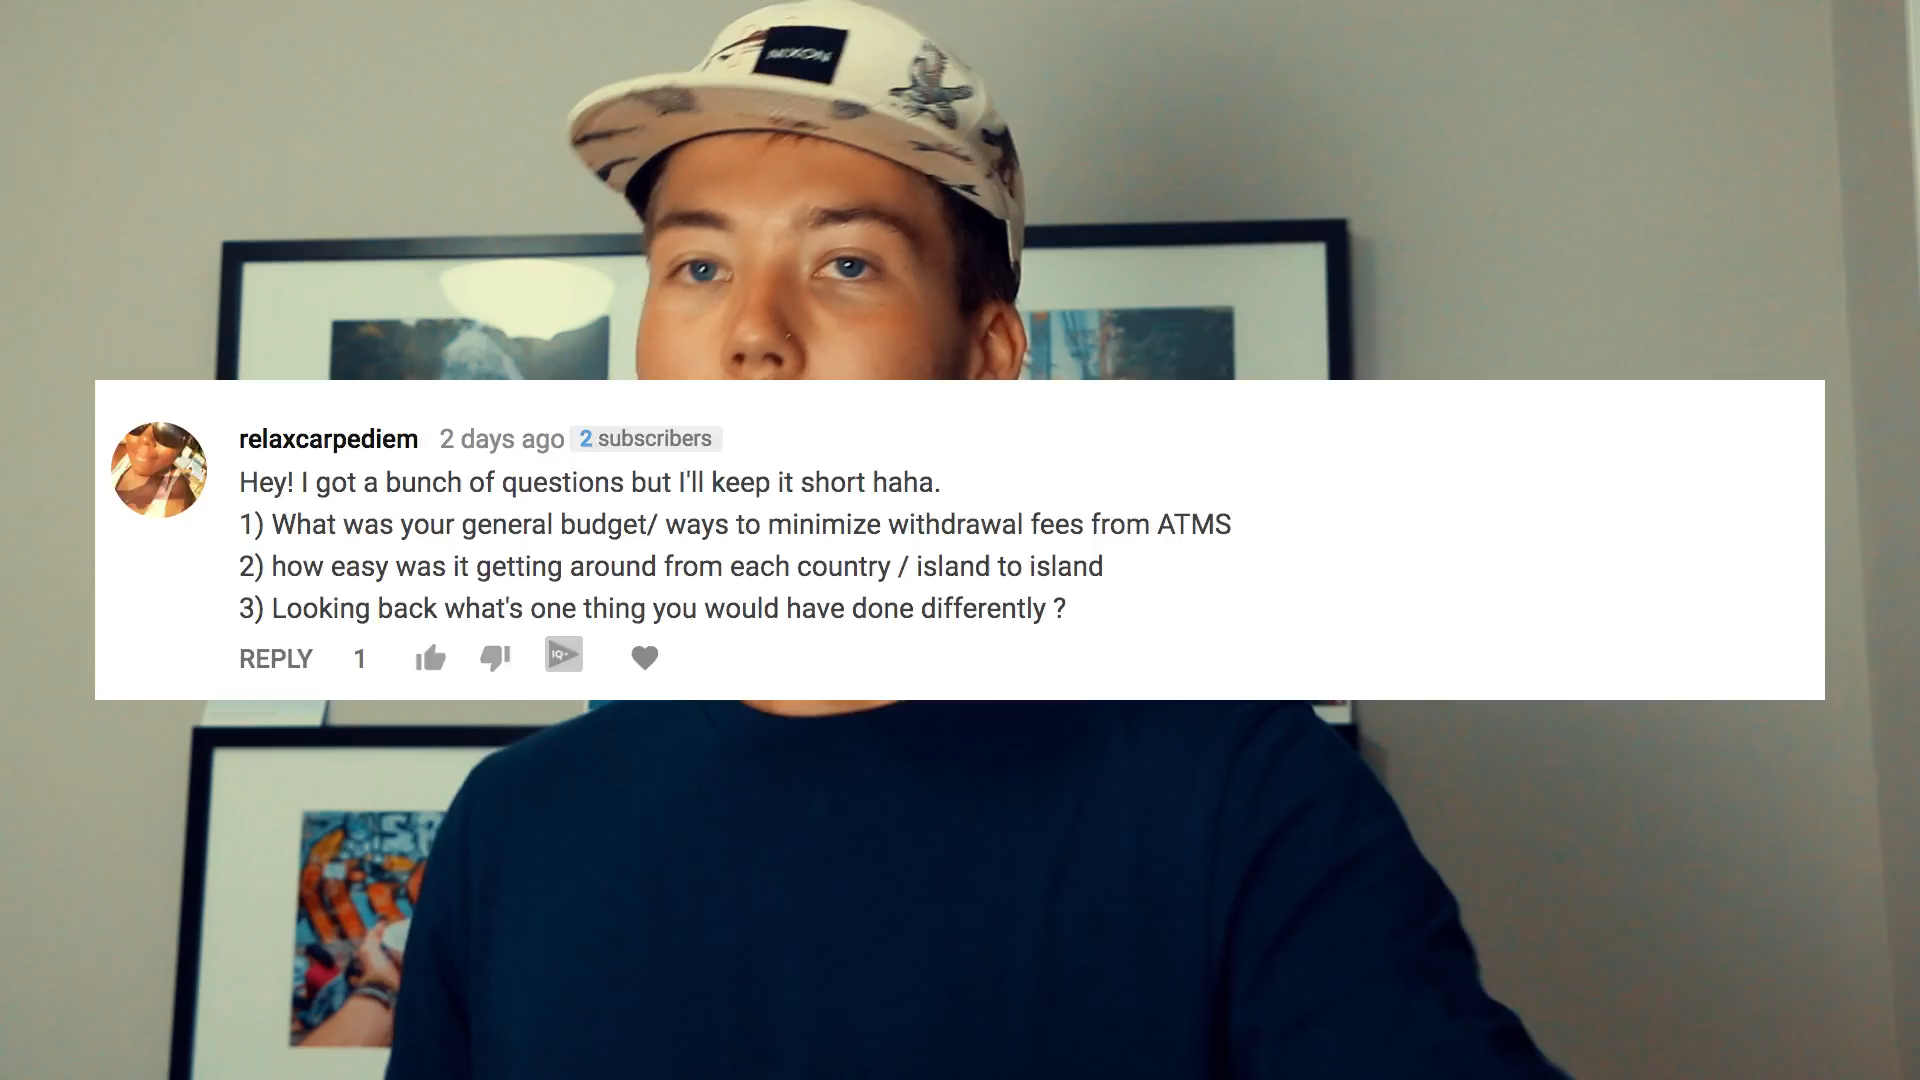 NIXON
relaxcarpediem 2 days ago 2 subscribers
Hey! I got a bunch of questions but I'll keep it short haha.
1) What was your general budget/ ways to minimize withdrawal fees from ATMS
2) how easy was it getting around from each country / island to island
3) Looking back what's one thing you would have done differently ?
REPLY 1
IQ